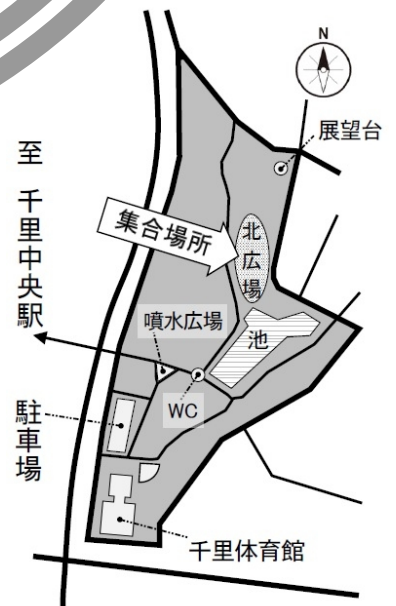 N
展望台
至 千里中央駅
集合場所
北広場
噴水広場
池
WC
駐車場
千里体育館